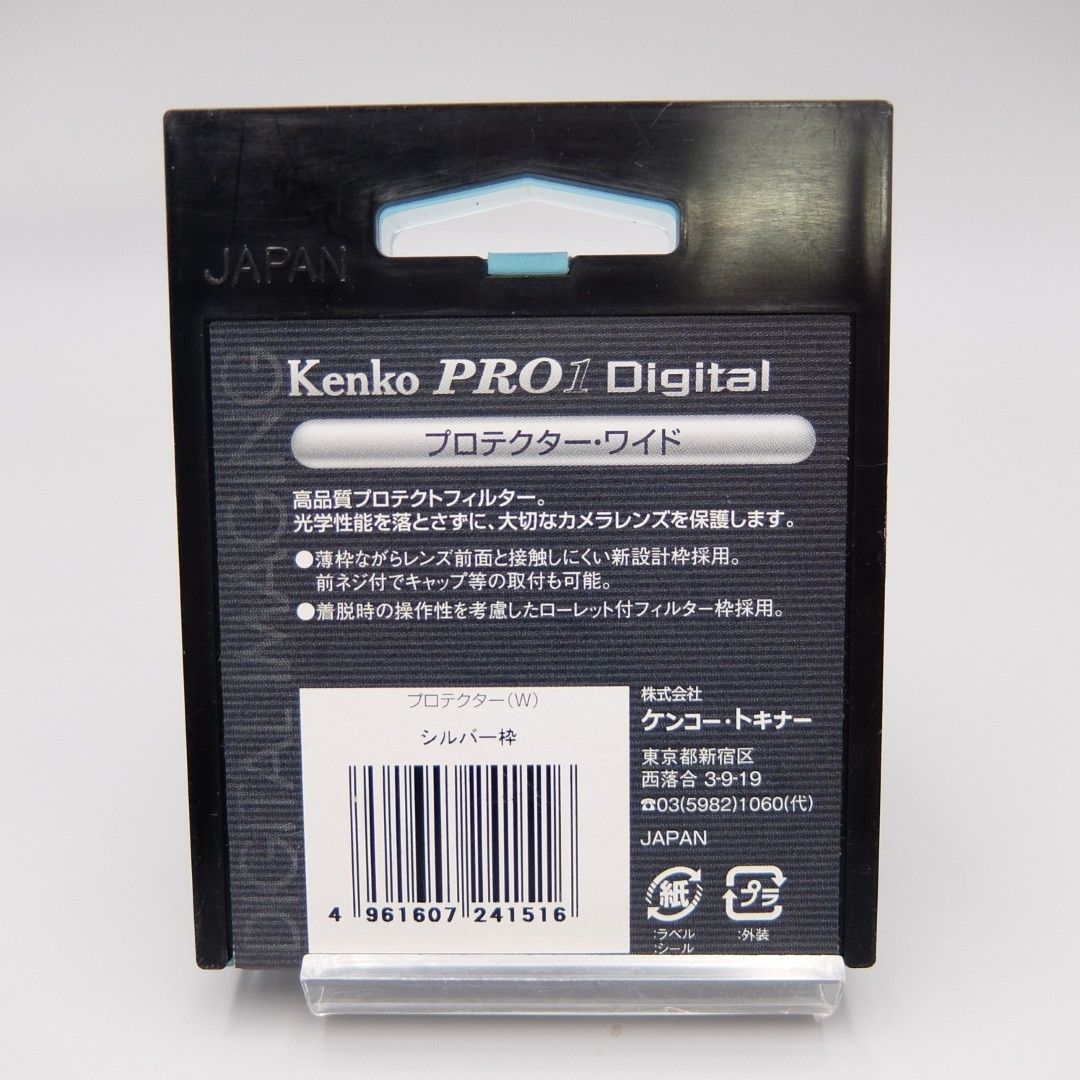 JAPAN
Kenko PRO1 Digital
プロテクター・ワイド
高品質プロテクトフィルター。
光学性能を落とさずに、大切なカメラレンズを保護します。
●薄枠ながらレンズ前面と接触しにくい新設計枠採用。
前ネジ付でキャップ等の取付も可能。
●着脱時の操作性を考慮したローレット付フィルター枠採用。
DIGITAL IMAGING
プロテクター(W)
シルバー枠
4 961607 241516
株式会社
ケンコー・トキナー
東京都新宿区
西落合 3-9-19
☎03(5982)1060(代)
JAPAN
紙
:ラベル
:シール
プラ
:外装